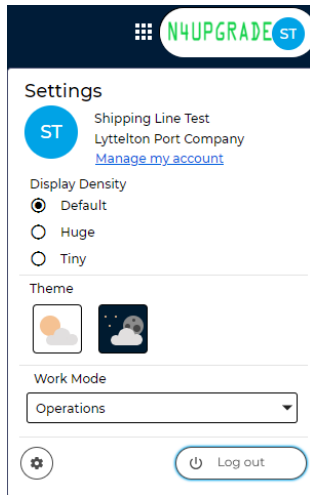 N4UPGRADE ST
Settings
ST
Shipping Line Test
Lyttelton Port Company
Manage my account
Display Density
Default
Huge
Tiny
Theme
Work Mode
Operations
Log out